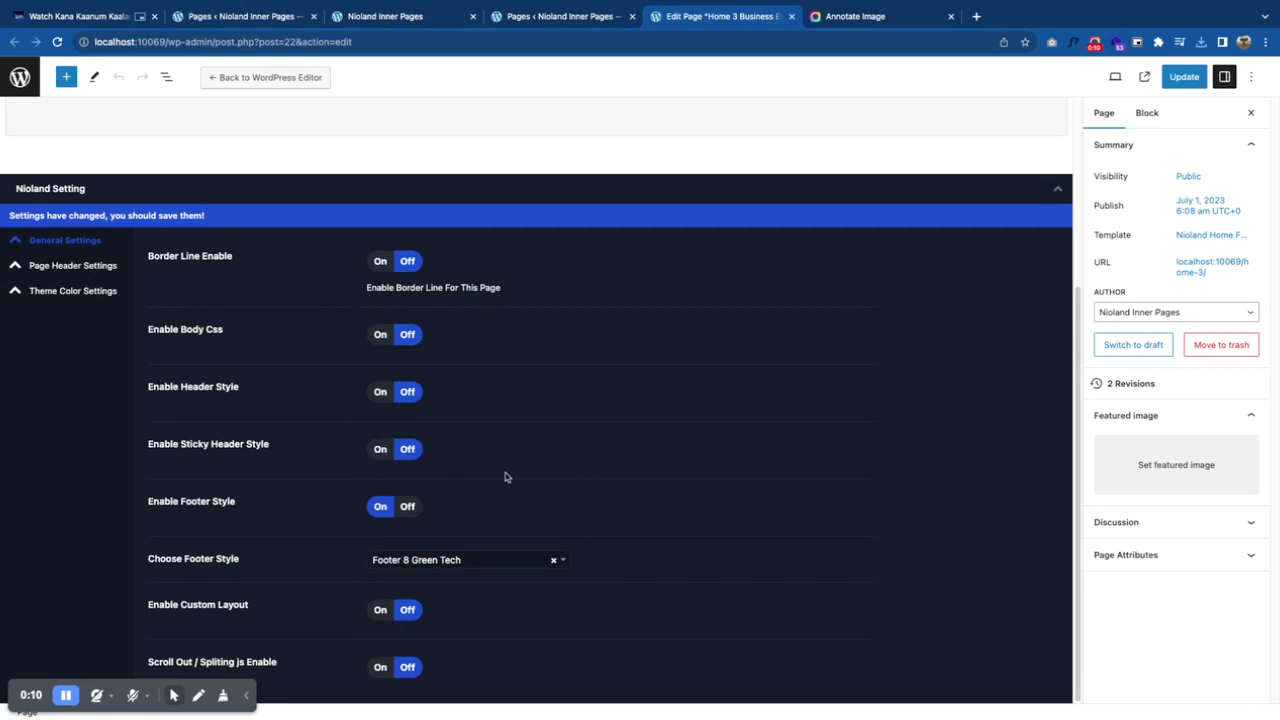 Watch Kana Kaanum Kaala
Pages ‹ Nioland Inner Pages —
Nioland Inner Pages
Pages ‹ Nioland Inner Pages —
Edit Page "Home 3 Business E
Annotate Image
localhost:10069/wp-admin/post.php?post=22&action=edit
0:10
53
← Back to WordPress Editor
Update
Page
Block
Summary
Visibility
Public
Publish
July 1, 2023
6:08 am UTC+0
Template
Nioland Home F...
URL
localhost:10069/h
ome-3/
AUTHOR
Nioland Inner Pages
Switch to draft
Move to trash
2 Revisions
Featured image
Set featured image
Discussion
Page Attributes
Nioland Setting
Settings have changed, you should save them!
General Settings
Page Header Settings
Theme Color Settings
Border Line Enable
On Off
Enable Border Line For This Page
Enable Body Css
On Off
Enable Header Style
On Off
Enable Sticky Header Style
On Off
Enable Footer Style
On Off
Choose Footer Style
Footer 8 Green Tech
Enable Custom Layout
On Off
Scroll Out / Spliting js Enable
On Off
0:10
Page